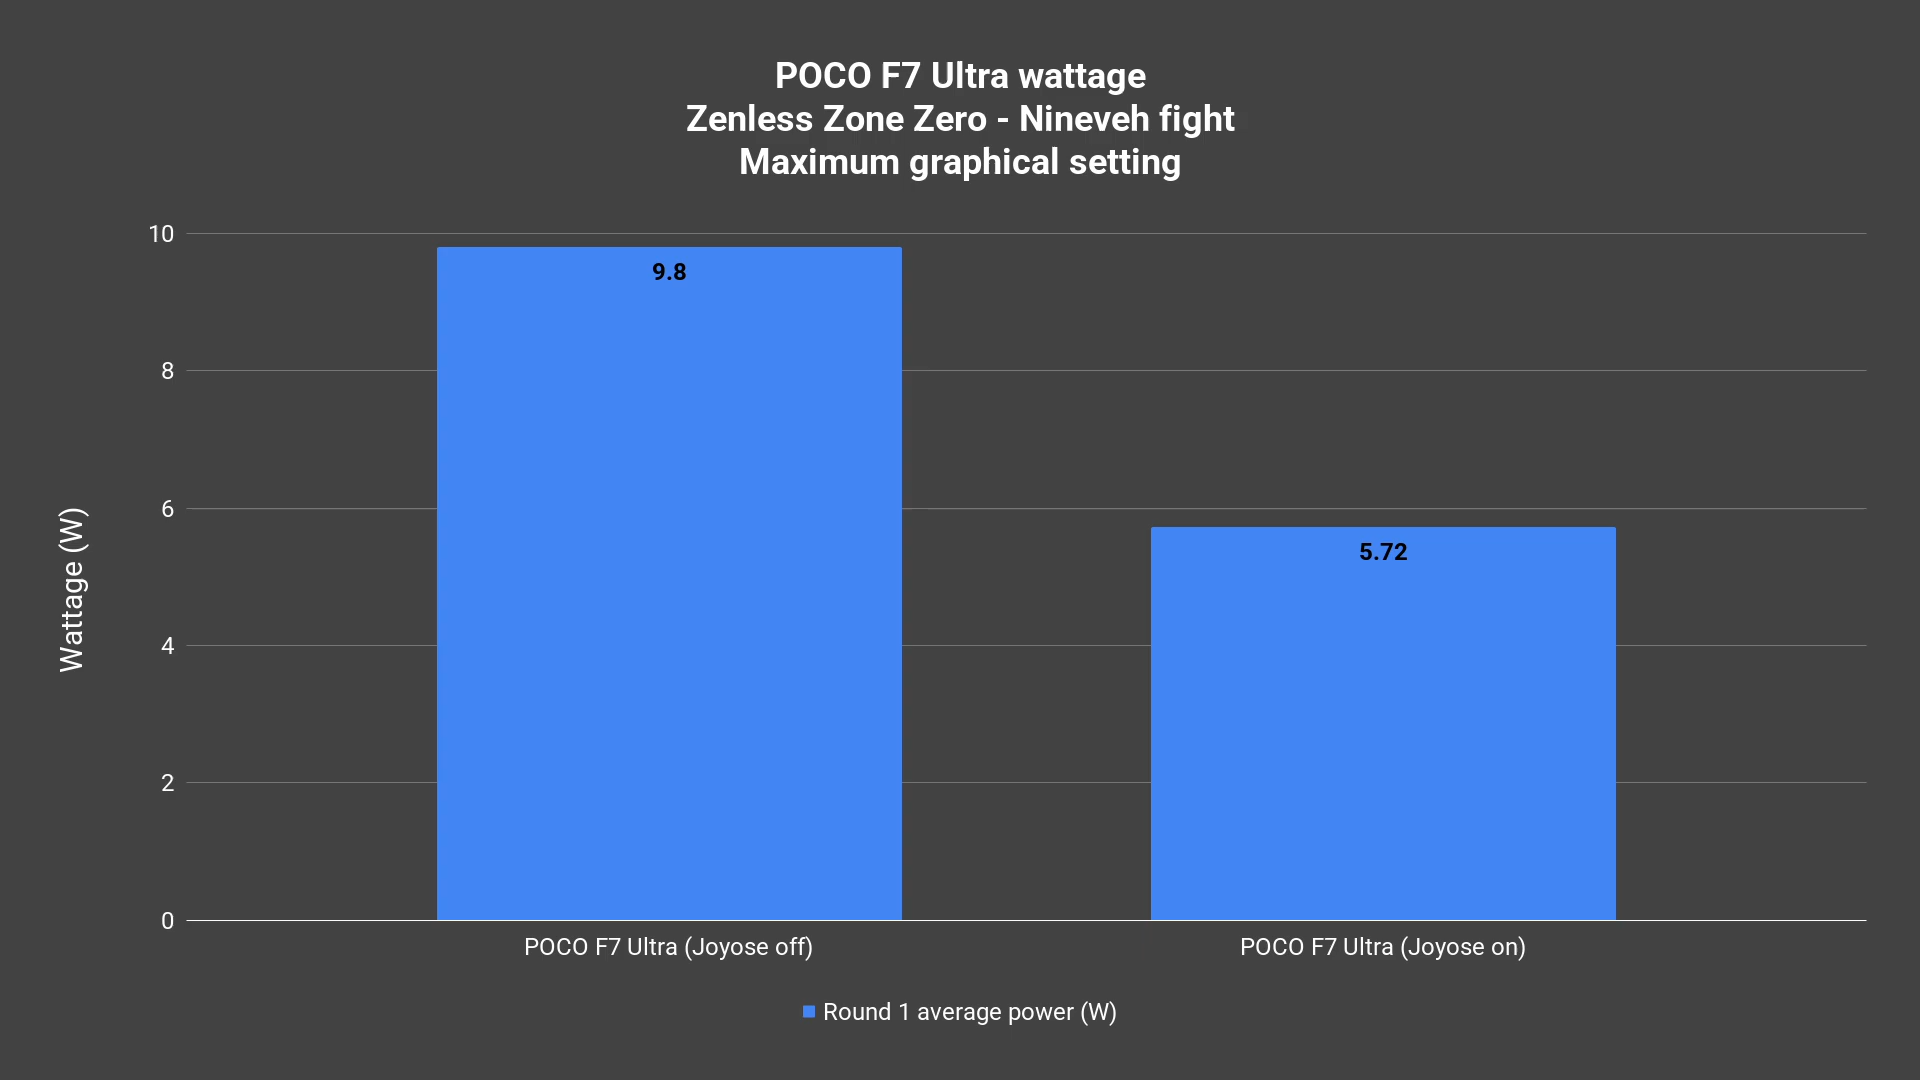 POCO F7 Ultra wattage
Zenless Zone Zero - Nineveh fight
Maximum graphical setting
10
9.8
8
6
5.72
4
2
0
Wattage (W)
POCO F7 Ultra (Joyose off)
POCO F7 Ultra (Joyose on)
Round 1 average power (W)